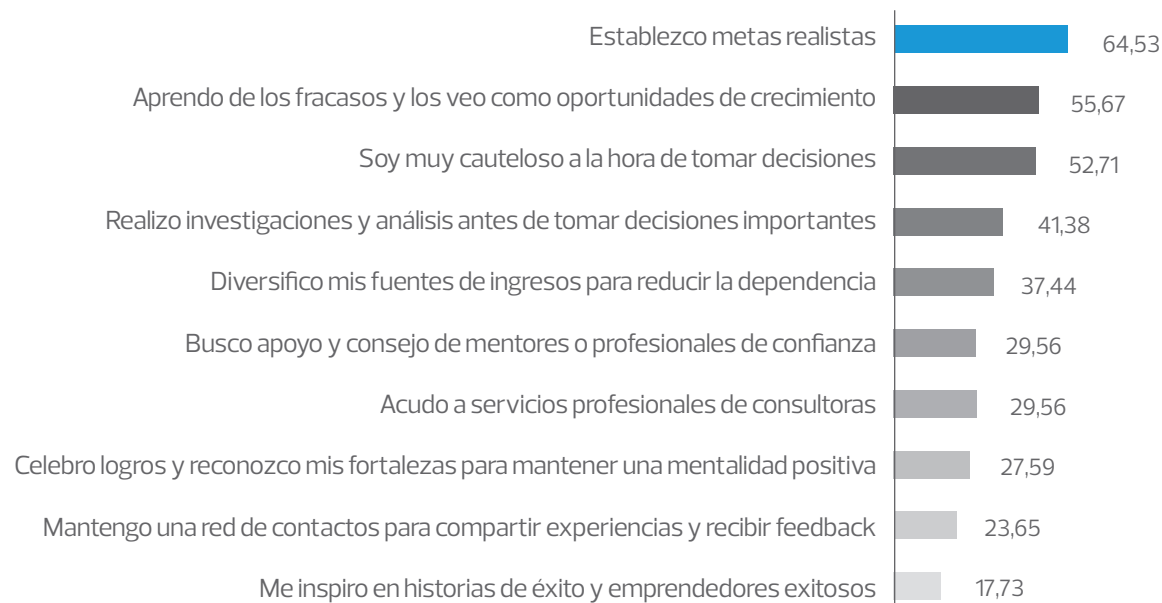 Establezco metas realistas 64,53
Aprendo de los fracasos y los veo como oportunidades de crecimiento 55,67
Soy muy cauteloso a la hora de tomar decisiones 52,71
Realizo investigaciones y análisis antes de tomar decisiones importantes 41,38
Diversifico mis fuentes de ingresos para reducir la dependencia 37,44
Busco apoyo y consejo de mentores o profesionales de confianza 29,56
Acudo a servicios profesionales de consultoras 29,56
Celebro logros y reconozco mis fortalezas para mantener una mentalidad positiva 27,59
Mantengo una red de contactos para compartir experiencias y recibir feedback 23,65
Me inspiro en historias de éxito y emprendedores exitosos 17,73